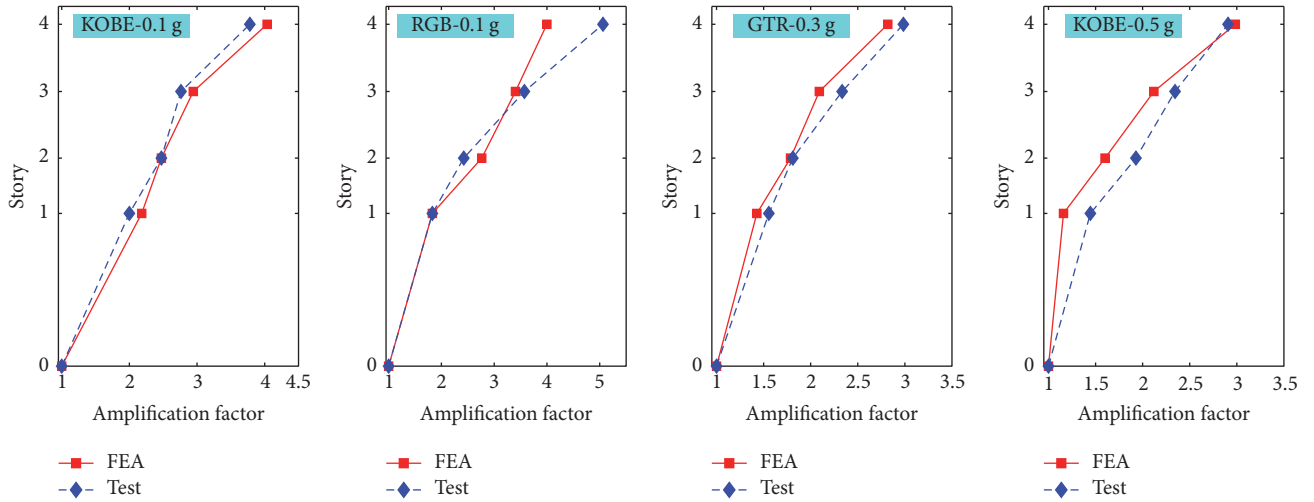 KOBE-0.1 g
4
3
2
1
0
Story
1 2 3 4 4.5
Amplification factor
FEA
Test
RGB-0.1 g
4
3
2
1
0
Story
1 2 3 4 5
Amplification factor
FEA
Test
GTR-0.3 g
4
3
2
1
0
Story
1 1.5 2 2.5 3 3.5
Amplification factor
FEA
Test
KOBE-0.5 g
4
3
2
1
0
Story
1 1.5 2 2.5 3 3.5
Amplification factor
FEA
Test